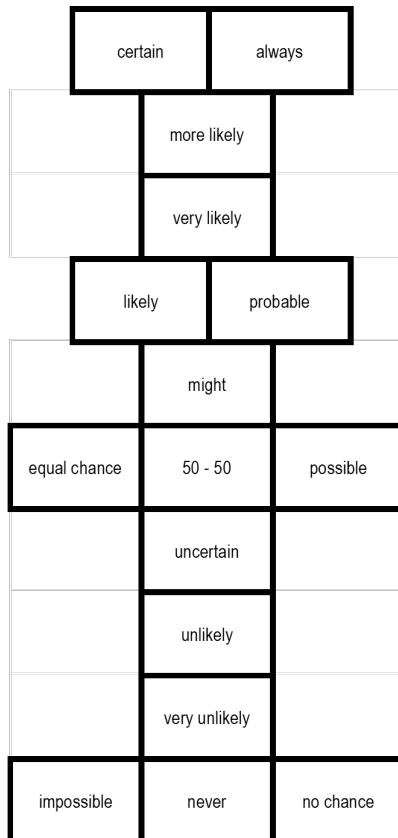 certain always
more likely
very likely
likely probable
might
equal chance 50 - 50 possible
uncertain
unlikely
very unlikely
impossible never no chance